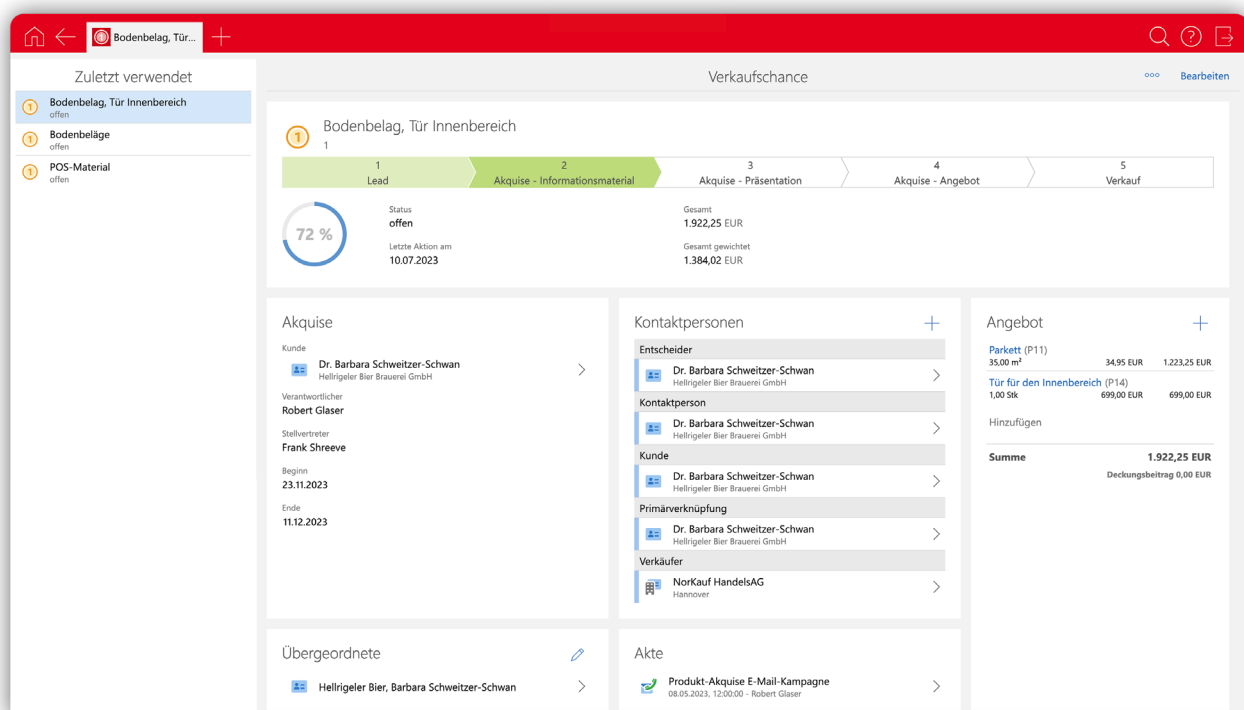 Bodenbelag, Tür...
Zuletzt verwendet
Bodenbelag, Tür Innenbereich
offen
Bodenbeläge
offen
POS-Material
offen
Verkaufschance
Bearbeiten
Bodenbelag, Tür Innenbereich
1
1
Lead
2
Akquise - Informationsmaterial
3
Akquise - Präsentation
4
Akquise - Angebot
5
Verkauf
72 %
Status
offen
Letzte Aktion am
10.07.2023
Gesamt
1.922,25 EUR
Gesamt gewichtet
1.384,02 EUR
Akquise
Kunde
Dr. Barbara Schweitzer-Schwan
Hellrigeler Bier Brauerei GmbH
Verantwortlicher
Robert Glaser
Stellvertreter
Frank Shreeve
Beginn
23.11.2023
Ende
11.12.2023
Kontaktpersonen
Entscheider
Dr. Barbara Schweitzer-Schwan
Hellrigeler Bier Brauerei GmbH
Kontaktperson
Dr. Barbara Schweitzer-Schwan
Hellrigeler Bier Brauerei GmbH
Kunde
Dr. Barbara Schweitzer-Schwan
Hellrigeler Bier Brauerei GmbH
Primärverknüpfung
Dr. Barbara Schweitzer-Schwan
Hellrigeler Bier Brauerei GmbH
Verkäufer
NorKauf HandelsAG
Hannover
Angebot
Parkett (P11)
35,00 m² 34,95 EUR 1.223,25 EUR
Tür für den Innenbereich (P14)
1,00 Stk 699,00 EUR 699,00 EUR
Hinzufügen
Summe 1.922,25 EUR
Deckungsbeitrag 0,00 EUR
Übergeordnete
Hellrigeler Bier, Barbara Schweitzer-Schwan
Akte
Produkt-Akquise E-Mail-Kampagne
08.05.2023, 12:00:00 - Robert Glaser